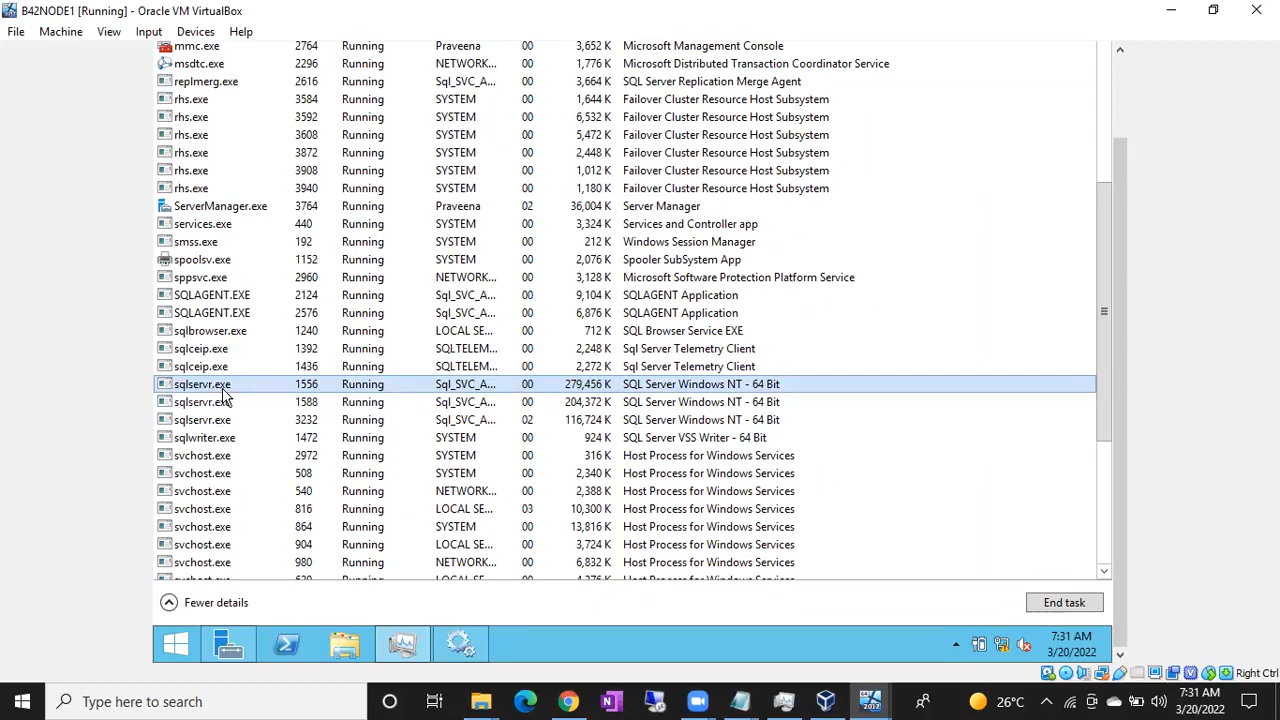 B42NODE1 [Running] - Oracle VM VirtualBox
File Machine View Input Devices Help
mmc.exe 2764 Running Praveena 00 3,652 K Microsoft Management Console
msdtc.exe 2296 Running NETWORK... 00 1,776 K Microsoft Distributed Transaction Coordinator Service
replmerg.exe 2616 Running Sql_SVC_A... 00 3,664 K SQL Server Replication Merge Agent
rhs.exe 3584 Running SYSTEM 00 1,644 K Failover Cluster Resource Host Subsystem
rhs.exe 3592 Running SYSTEM 00 6,532 K Failover Cluster Resource Host Subsystem
rhs.exe 3608 Running SYSTEM 00 5,472 K Failover Cluster Resource Host Subsystem
rhs.exe 3872 Running SYSTEM 00 2,448 K Failover Cluster Resource Host Subsystem
rhs.exe 3908 Running SYSTEM 00 1,012 K Failover Cluster Resource Host Subsystem
rhs.exe 3940 Running SYSTEM 00 1,180 K Failover Cluster Resource Host Subsystem
ServerManager.exe 3764 Running Praveena 02 36,004 K Server Manager
services.exe 440 Running SYSTEM 00 3,324 K Services and Controller app
smss.exe 192 Running SYSTEM 00 212 K Windows Session Manager
spoolsv.exe 1152 Running SYSTEM 00 2,076 K Spooler SubSystem App
sppsvc.exe 2960 Running NETWORK... 00 3,128 K Microsoft Software Protection Platform Service
SQLAGENT.EXE 2124 Running Sql_SVC_A... 00 9,104 K SQLAGENT Application
SQLAGENT.EXE 2576 Running Sql_SVC_A... 00 6,876 K SQLAGENT Application
sqlbrowser.exe 1240 Running LOCAL SE... 00 712 K SQL Browser Service EXE
sqlceip.exe 1392 Running SQLTELEM... 00 2,248 K Sql Server Telemetry Client
sqlceip.exe 1436 Running SQLTELEM... 00 2,272 K Sql Server Telemetry Client
sqlservr.exe 1556 Running Sql_SVC_A... 00 279,456 K SQL Server Windows NT - 64 Bit
sqlservr.exe 1588 Running Sql_SVC_A... 00 204,372 K SQL Server Windows NT - 64 Bit
sqlservr.exe 3232 Running Sql_SVC_A... 02 116,724 K SQL Server Windows NT - 64 Bit
sqlwriter.exe 1472 Running SYSTEM 00 924 K SQL Server VSS Writer - 64 Bit
svchost.exe 2972 Running SYSTEM 00 316 K Host Process for Windows Services
svchost.exe 508 Running SYSTEM 00 2,340 K Host Process for Windows Services
svchost.exe 540 Running NETWORK... 00 2,388 K Host Process for Windows Services
svchost.exe 816 Running LOCAL SE... 03 10,300 K Host Process for Windows Services
svchost.exe 864 Running SYSTEM 00 13,816 K Host Process for Windows Services
svchost.exe 904 Running LOCAL SE... 00 3,724 K Host Process for Windows Services
svchost.exe 980 Running NETWORK... 00 6,832 K Host Process for Windows Services
Fewer details End task
7:31 AM
3/20/2022
Right Ctrl
Type here to search
26°C
7:31 AM
3/20/2022